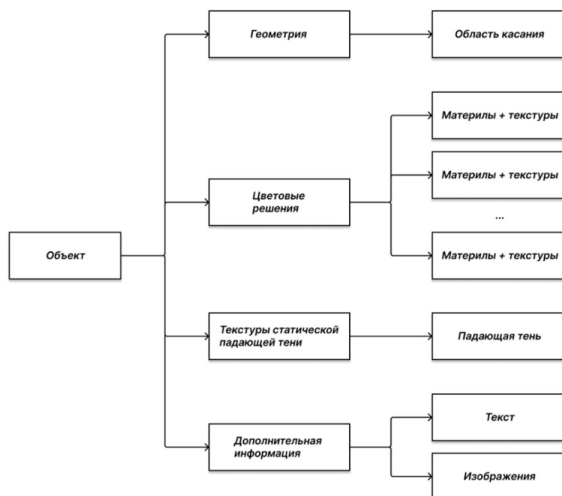 Геометрия
Область касания
Материлы + текстуры
Цветовые
решения
Материлы + текстуры
...
Материлы + текстуры
Объект
Текстуры статической
падающей тени
Падающая тень
Дополнительная
информация
Текст
Изображения